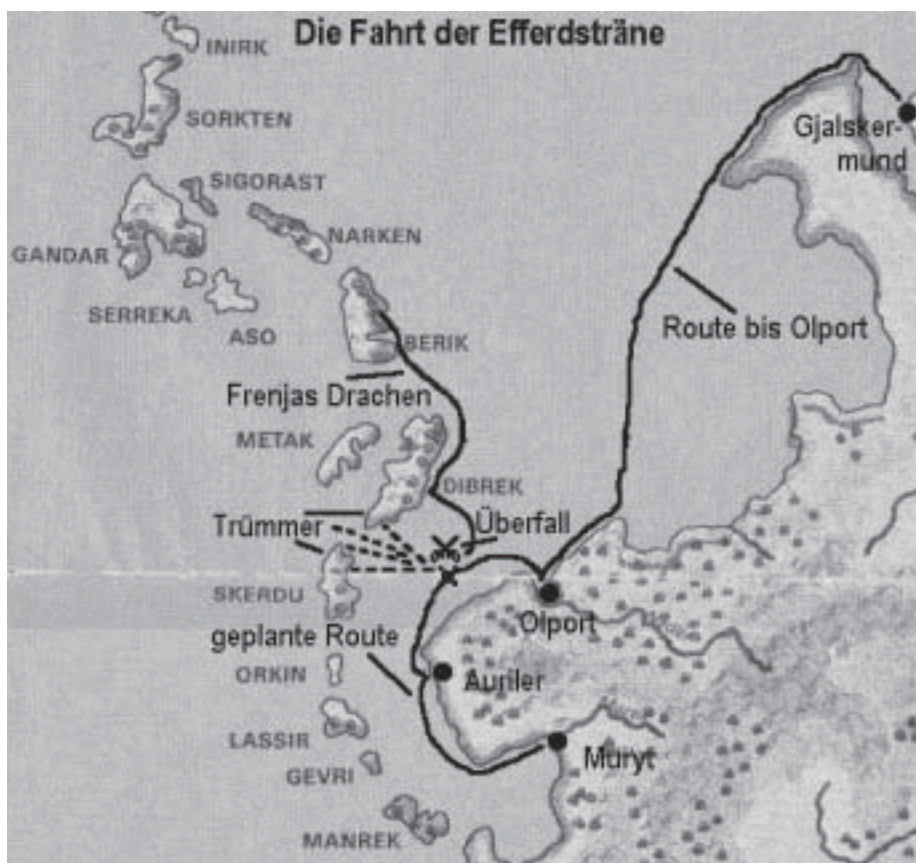 Die Fahrt der Efferdsträne
INIRK
SORKTEN
Gjalsker-
mund
SIGORAST
NARKEN
GANDAR
SERREKA
ASO
BERIK
Route bis Olport
Frenjas Drachen
METAK
DIBREK
Trümmer
Überfall
SKERDU
Olport
geplante Route
ORKIN
Auriler
LASSIR
Muryt
GEVRI
MANREK